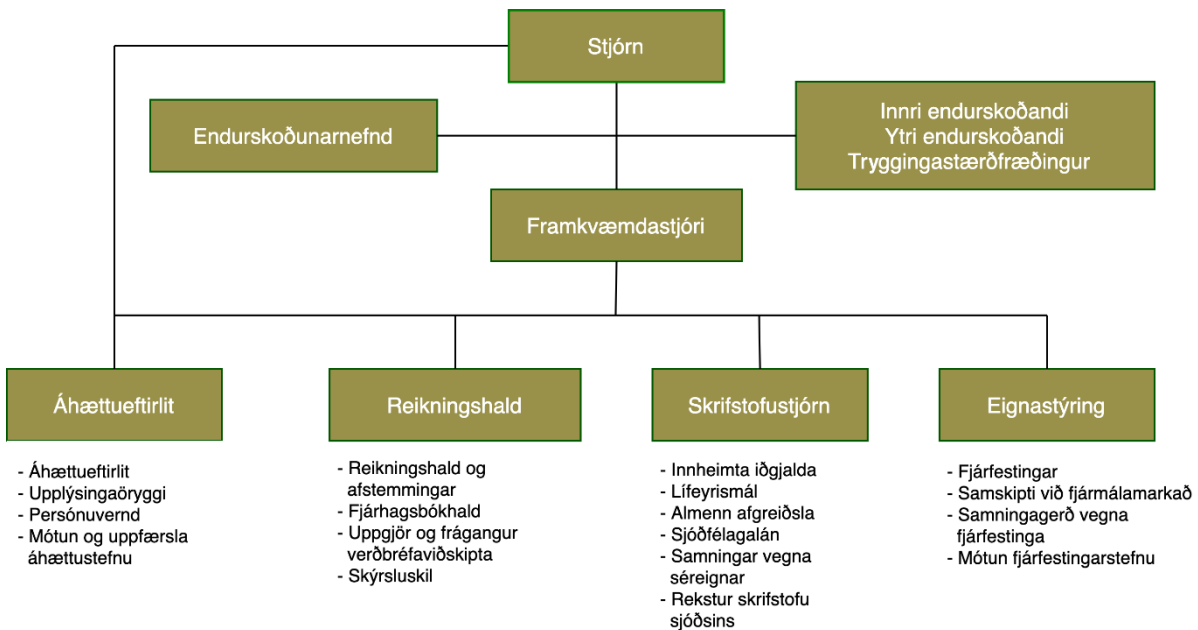 Stjórn
Endurskoðunarnefnd
Innri endurskoðandi
Ytri endurskoðandi
Tryggingastærðfræðingur
Framkvæmdastjóri
Áhættueftirlit
- Áhættueftirlit
- Upplýsingaöryggi
- Persónuvernd
- Mótun og uppfærsla
áhættustefnu
Reikningshald
- Reikningshald og
afstemmingar
- Fjárhagsbókhald
- Uppgjör og frágangur
verðbréfaviðskipta
- Skýrsluskil
Skrifstofustjórn
- Innheimta iðgjalda
- Lífeyrismál
- Almenn afgreiðsla
- Sjóðfélagalán
- Samningar vegna
séreignar
- Rekstur skrifstofu
sjóðsins
Eignastýring
- Fjárfestingar
- Samskipti við fjármálamarkað
- Samningagerð vegna
fjárfestinga
- Mótun fjárfestingarstefnu